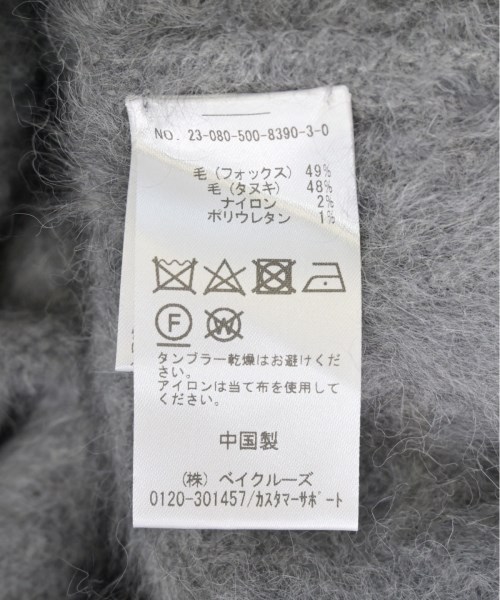 NO. 23-080-500-8390-3-0
毛(フォックス) 49%
毛(タヌキ) 48%
ナイロン 2%
ポリウレタン 1%
F W
タンブラー乾燥はお避けくだ
さい。
アイロンは当て布を使用して
ください。
中国製
(株) ベイクルーズ
0120-301457/カスタマーサポート